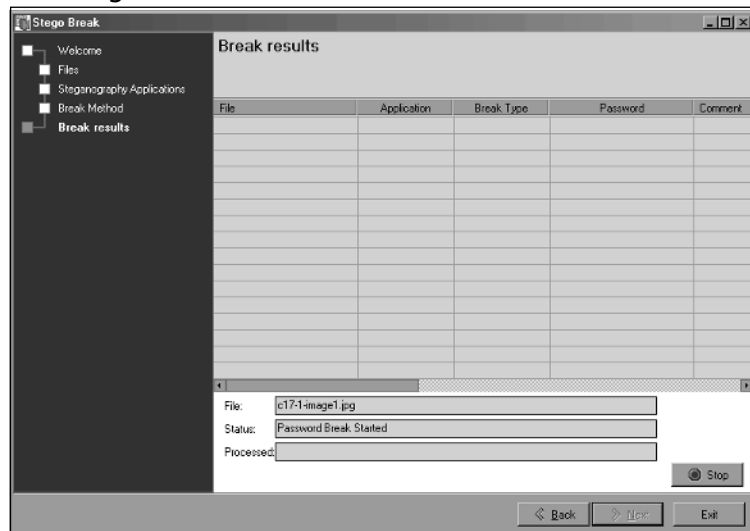 Stego Break
Welcome
Files
Steganography Applications
Break Method
Break results
Break results
File Application Break Type Password Comment
File: c17-1-image1.jpg
Status: Password Break Started
Processed:
Stop
Back Next Exit